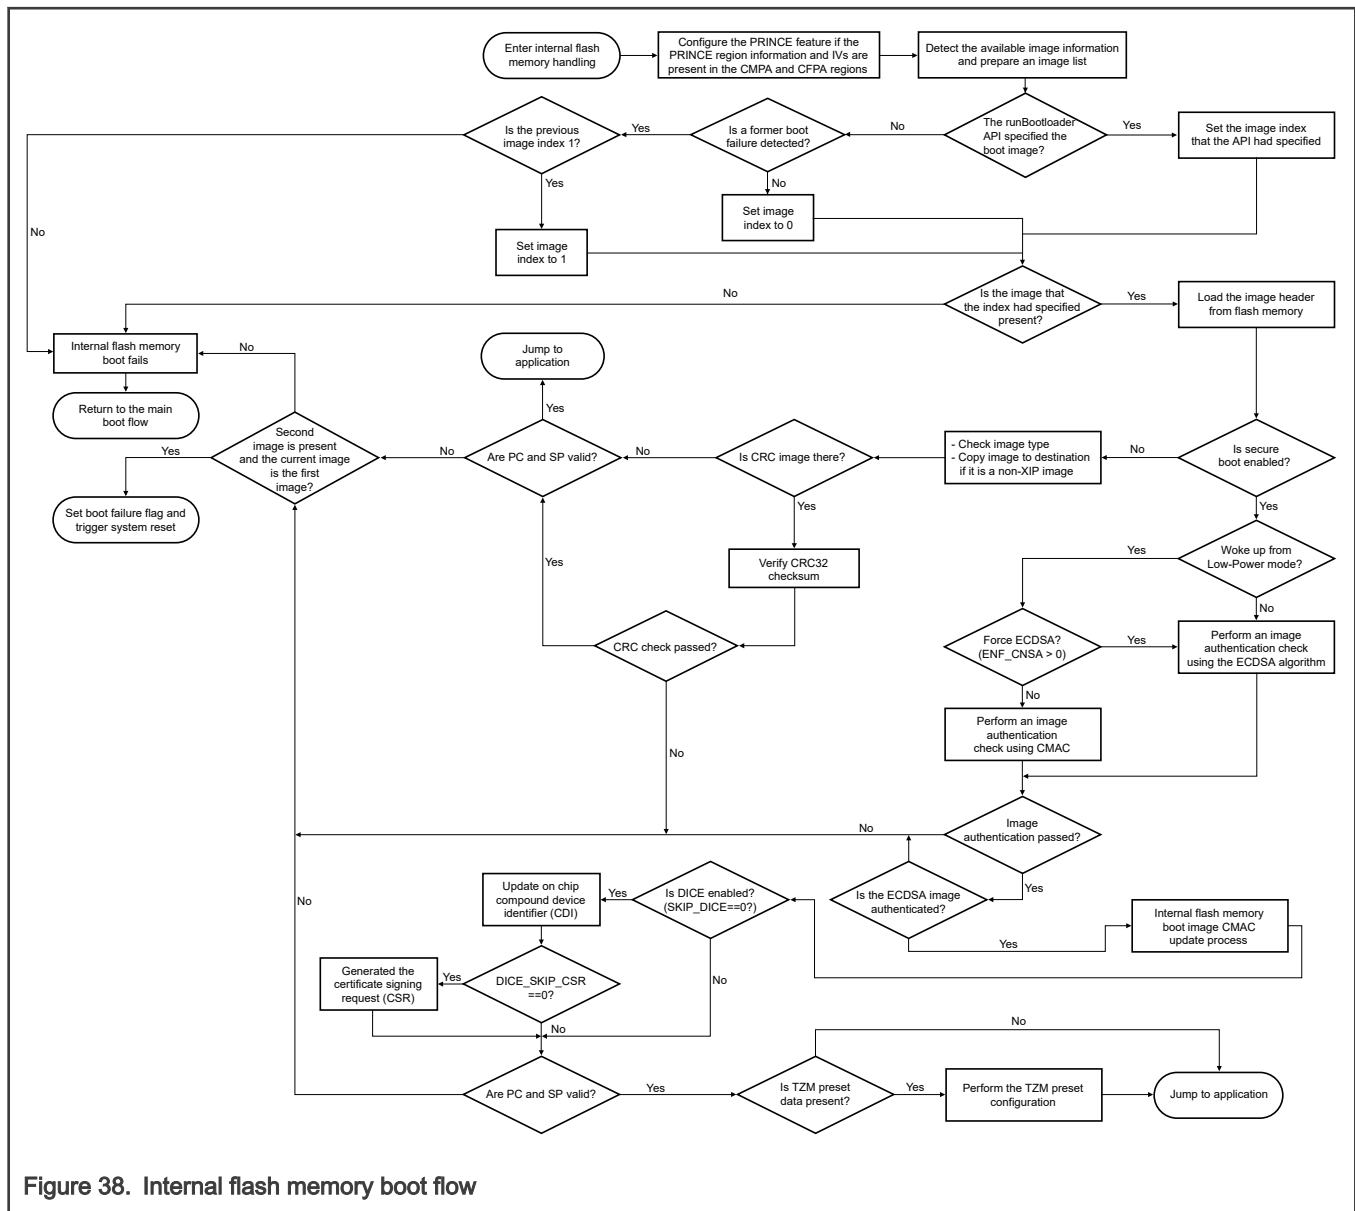 Enter internal flash
memory handling
Configure the PRINCE feature if the
PRINCE region information and IVs are
present in the CMPA and CFPA regions
Detect the available image information
and prepare an image list
Is the previous
image index 1?
Yes
Is a former boot
failure detected?
No
The runBootloader
API specified the
boot image?
Yes
Set the image index
that the API had specified
Yes
No
No
Set image
index to 0
Set image
index to 1
No
Is the image that
the index had specified
present?
Yes
Load the image header
from flash memory
Internal flash memory
boot fails
No
Jump to
application
Return to the main
boot flow
Yes
Second
image is present
and the current image
is the first
image?
Yes
No
Are PC and SP valid?
No
Is CRC image there?
- Check image type
- Copy image to destination
if it is a non-XIP image
No
Is secure
boot enabled?
Set boot failure flag and
trigger system reset
Yes
Yes
Verify CRC32
checksum
Yes
Yes
Woke up from
Low-Power mode?
No
CRC check passed?
Force ECDSA?
(ENF_CNSA > 0)
Yes
Perform an image
authentication check
using the ECDSA algorithm
No
Perform an image
authentication
check using CMAC
No
No
Image
authentication passed?
Yes
No
Update on chip
compound device
identifier (CDI)
Yes
Is DICE enabled?
(SKIP_DICE==0?)
Is the ECDSA image
authenticated?
Yes
Internal flash memory
boot image CMAC
update process
Generated the
certificate signing
request (CSR)
Yes
DICE_SKIP_CSR
==0?
No
No
No
Are PC and SP valid?
Yes
Is TZM preset
data present?
Yes
Perform the TZM preset
configuration
Jump to application
Figure 38. Internal flash memory boot flow